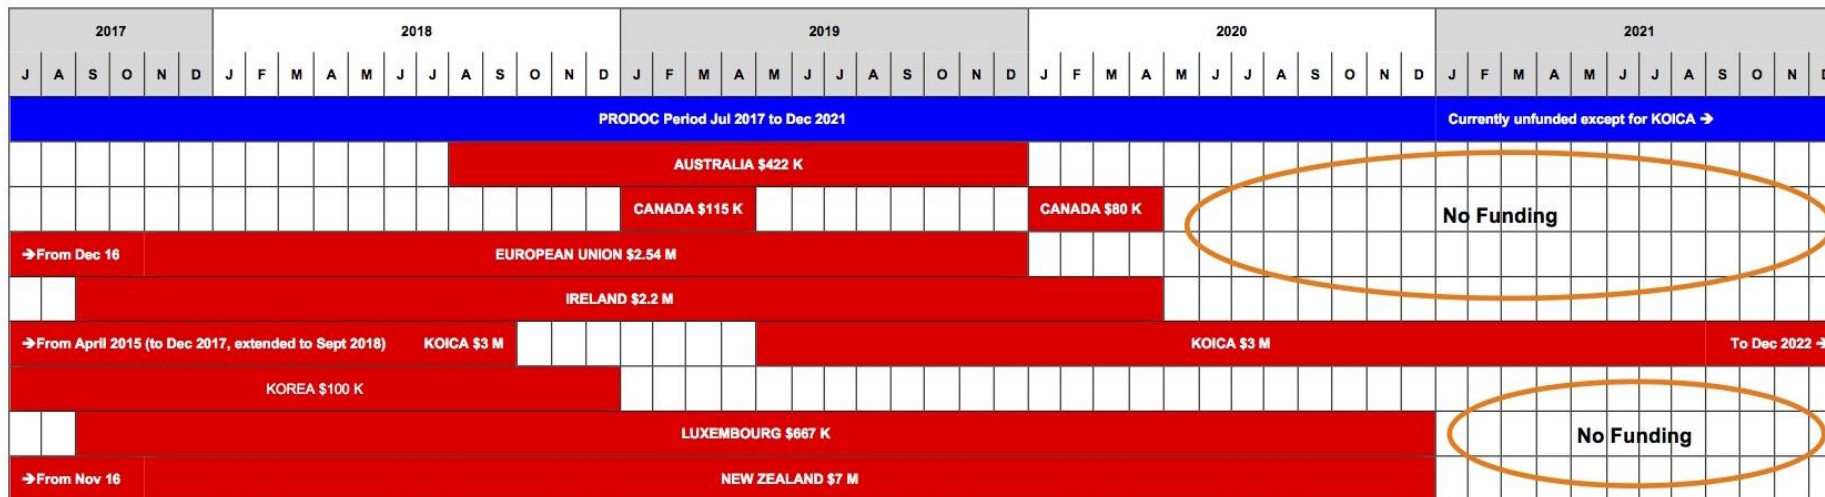 2017 2018 2019 2020 2021
J A S O N D J F M A M J J A S O N D J F M A M J J A S O N D J F M A M J J A S O N D J F M A M J J A S O N D
PRODOC Period Jul 2017 to Dec 2021 Currently unfunded except for KOICA →
AUSTRALIA $422 K
CANADA $115 K CANADA $80 K
No Funding
→From Dec 16 EUROPEAN UNION $2.54 M
IRELAND $2.2 M
→From April 2015 (to Dec 2017, extended to Sept 2018) KOICA $3 M KOICA $3 M To Dec 2022 →
KOREA $100 K
LUXEMBOURG $667 K No Funding
→From Nov 16 NEW ZEALAND $7 M